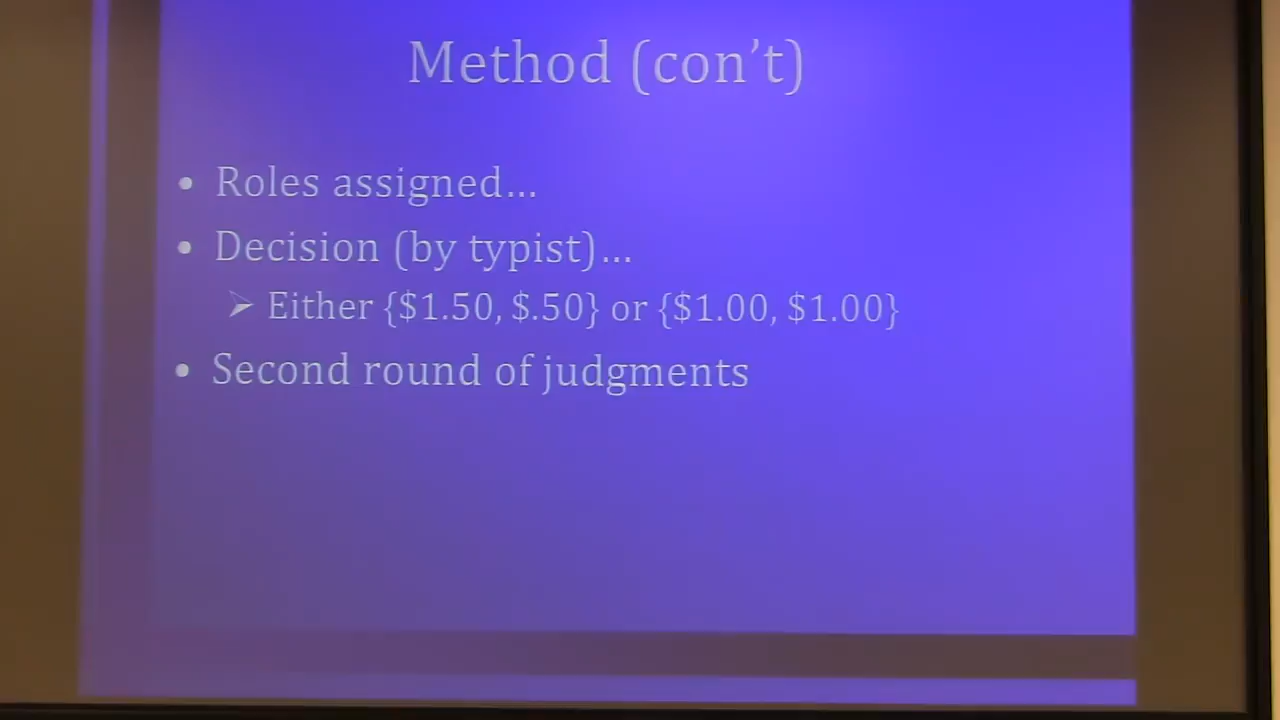 Method (con't)
• Roles assigned…
• Decision (by typist)…
➢ Either {$1.50, $.50} or {$1.00, $1.00}
• Second round of judgments